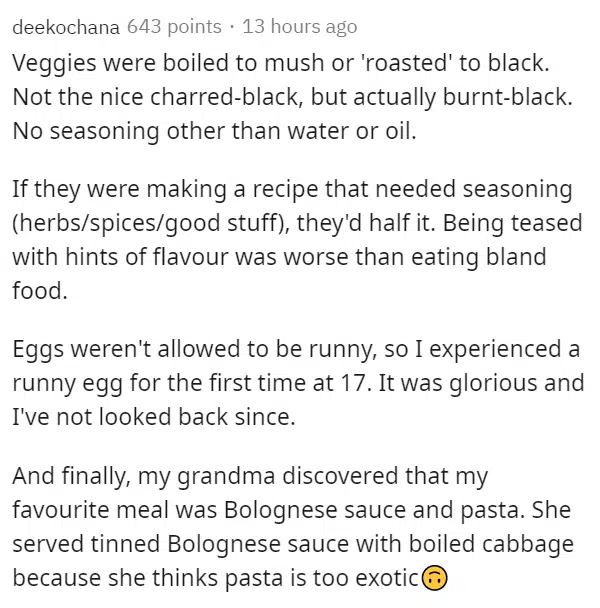 deekochana 643 points · 13 hours ago
Veggies were boiled to mush or 'roasted' to black.
Not the nice charred-black, but actually burnt-black.
No seasoning other than water or oil.
If they were making a recipe that needed seasoning
(herbs/spices/good stuff), they'd half it. Being teased
with hints of flavour was worse than eating bland
food.
Eggs weren't allowed to be runny, so I experienced a
runny egg for the first time at 17. It was glorious and
I've not looked back since.
And finally, my grandma discovered that my
favourite meal was Bolognese sauce and pasta. She
served tinned Bolognese sauce with boiled cabbage
because she thinks pasta is too exotic🙃